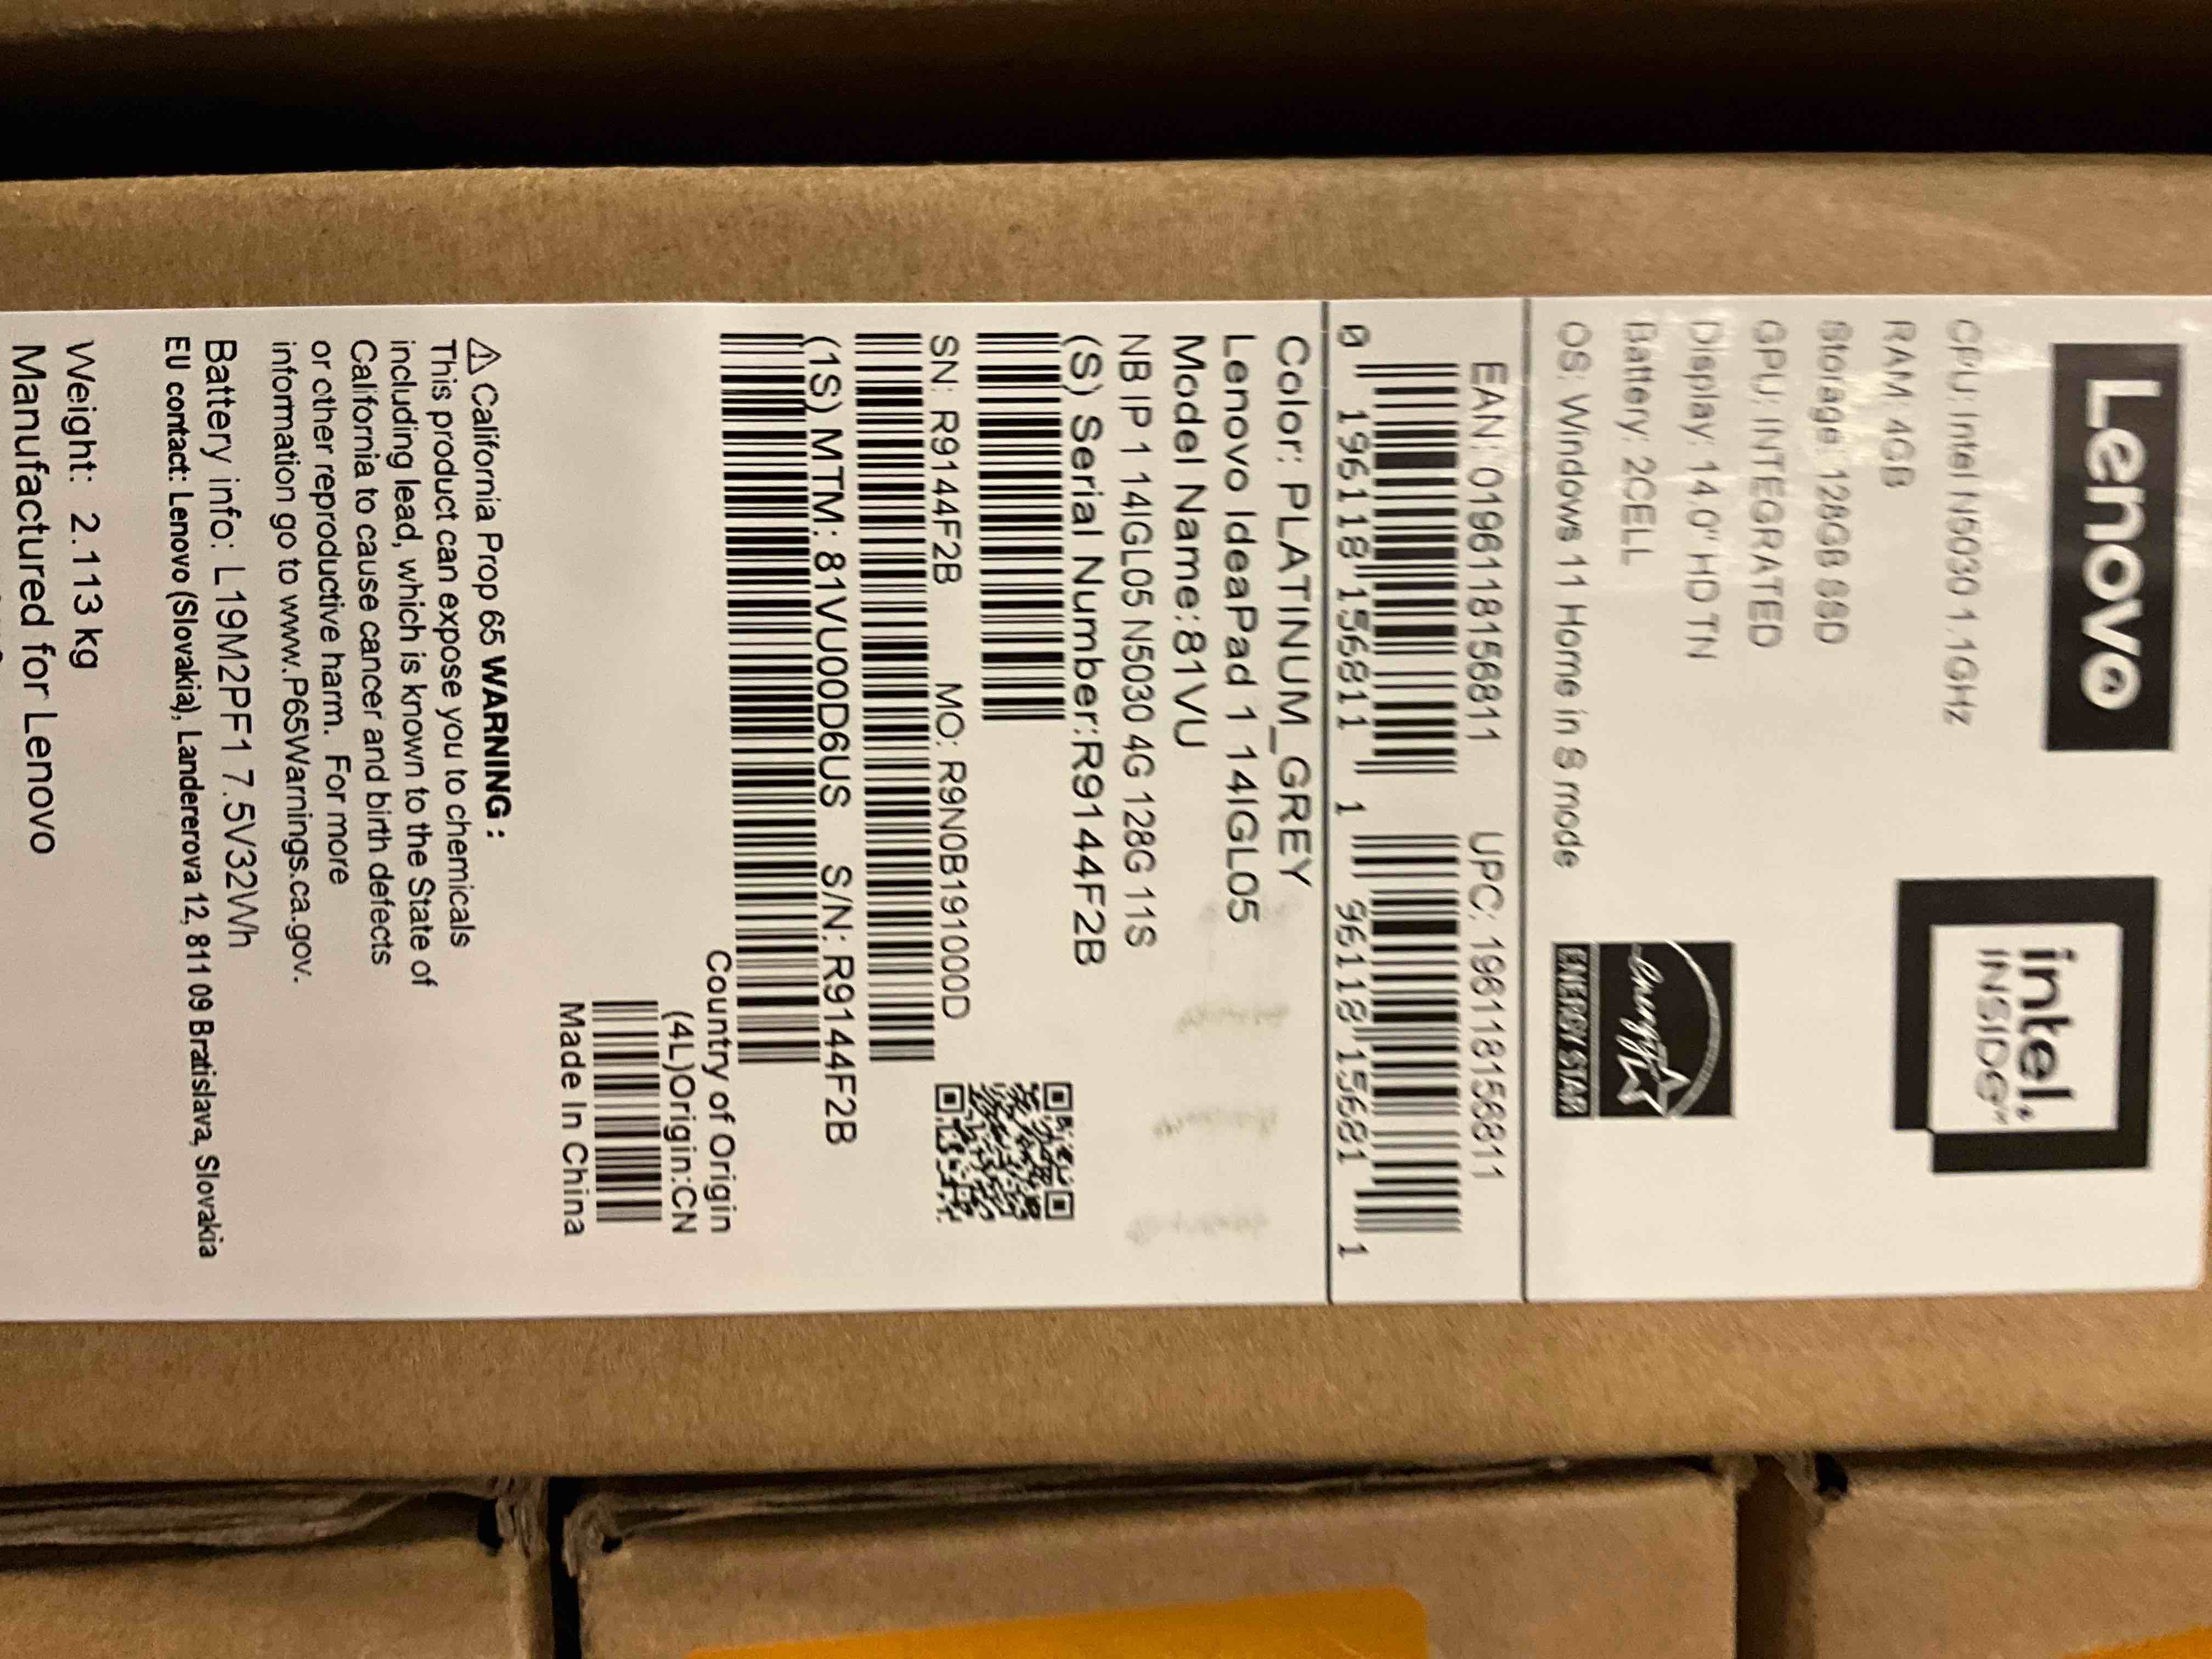 Lenovo
intel.
INSIDE™
CPU: Intel N5030 1.1GHz
RAM: 4GB
Storage: 128GB SSD
GPU: INTEGRATED
Display: 14.0" HD TN
Battery: 2CELL
OS: Windows 11 Home in S mode
energy
ENERGY STAR
EAN: 0196118156811 UPC: 196118156811
0 196118 156811 1 1 96118 15681 1
Color: PLATINUM_GREY
Lenovo IdeaPad 1 14IGL05
Model Name:81VU
NB IP 1 14IGL05 N5030 4G 128G 11S
(S) Serial Number:R9144F2B
SN: R9144F2B MO: R9N0B191000D
(1S) MTM: 81VU00D6US S/N: R9144F2B
Country of Origin
(4L)Origin:CN
Made In China
⚠ California Prop 65 WARNING :
This product can expose you to chemicals
including lead, which is known to the State of
California to cause cancer and birth defects
or other reproductive harm. For more
information go to www.P65Warnings.ca.gov.
Battery info: L19M2PF1 7.5V32Wh
EU contact: Lenovo (Slovakia), Landererova 12, 811 09 Bratislava, Slovakia
Weight: 2.113 kg
Manufactured for Lenovo